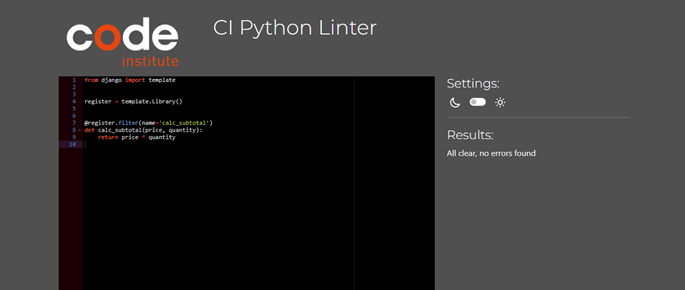 code
institute
CI Python Linter
1 from django import template
2
3
4 register = template.Library()
5
6
7 @register.filter(name='calc_subtotal')
8 def calc_subtotal(price, quantity):
9     return price * quantity
10
Settings:
Results:
All clear, no errors found